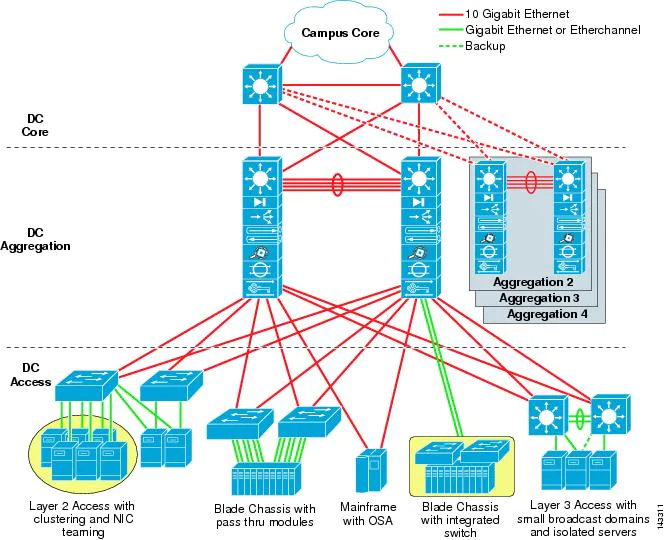 Campus Core
10 Gigabit Ethernet
Gigabit Ethernet or Etherchannel
Backup
DC
Core
DC
Aggregation
Aggregation 2
Aggregation 3
Aggregation 4
DC
Access
Layer 2 Access with
clustering and NIC
teaming
Blade Chassis with
pass thru modules
Mainframe
with OSA
Blade Chassis
with integrated
switch
Layer 3 Access with
small broadcast domains
and isolated servers